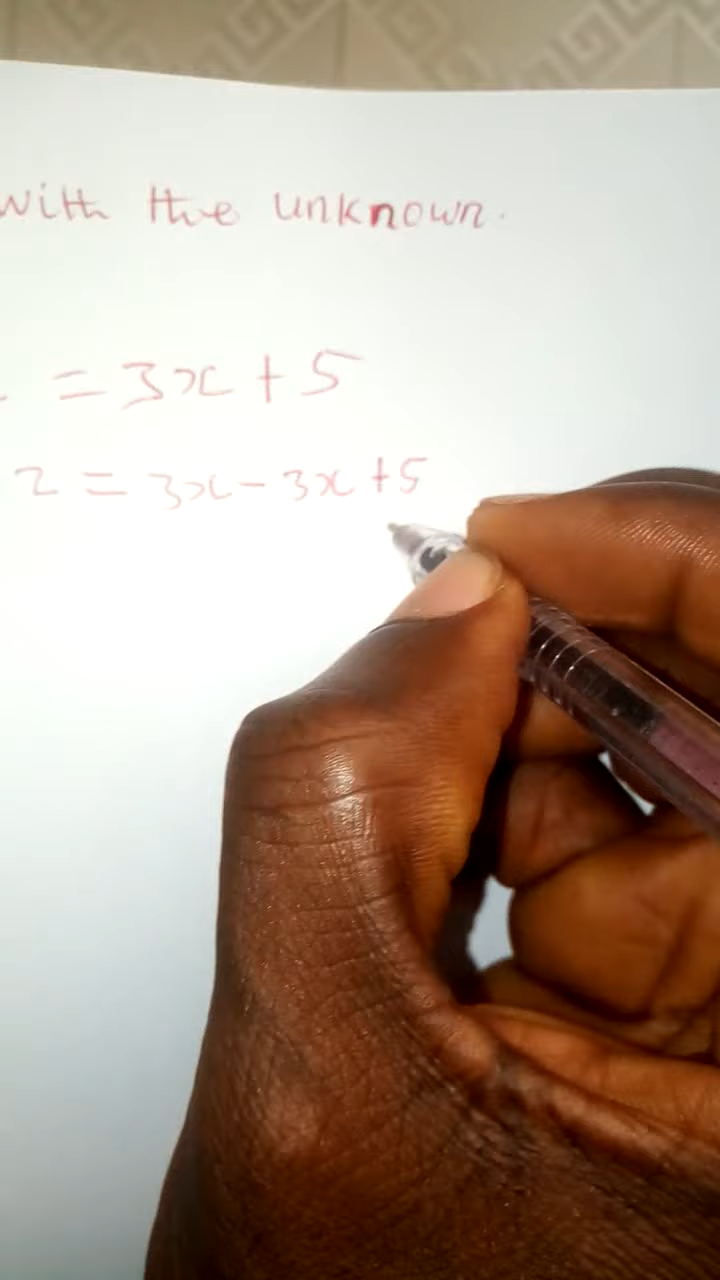 with the unknown.
= 3x + 5
2 = 3x - 3x + 5